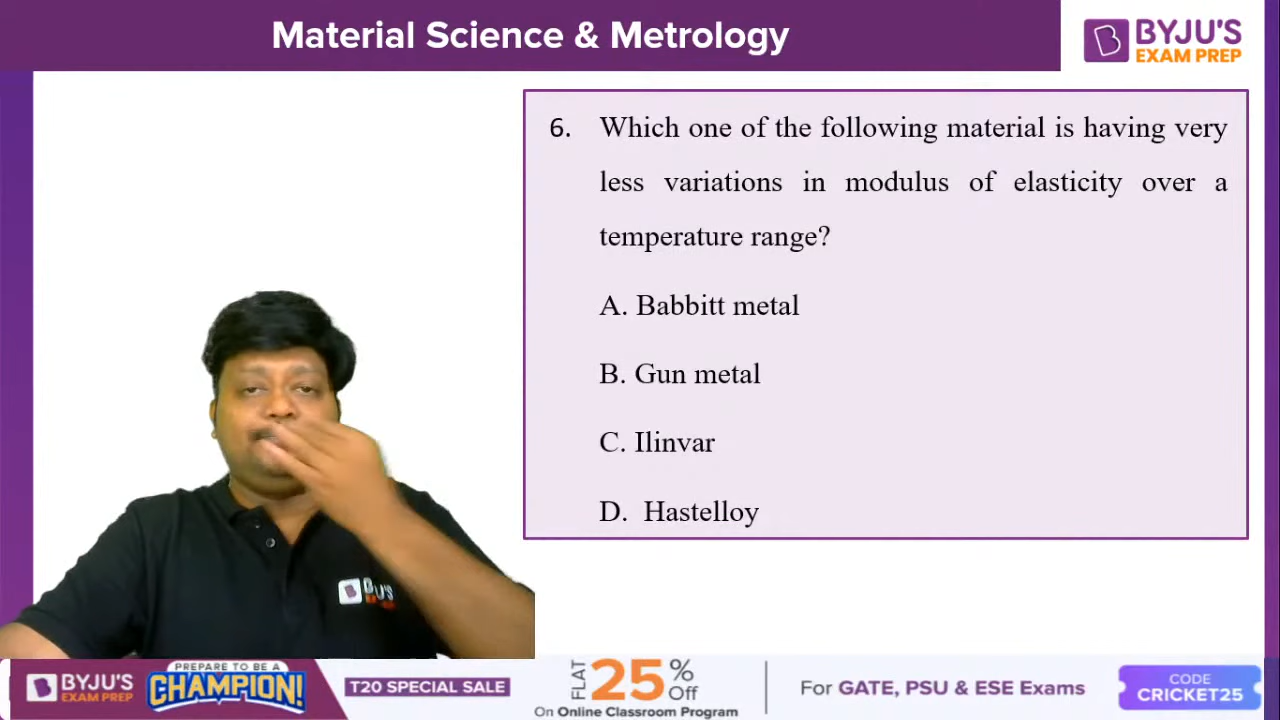 Material Science & Metrology
BYJU'S
EXAM PREP
6. Which one of the following material is having very
less variations in modulus of elasticity over a
temperature range?
A. Babbitt metal
B. Gun metal
C. Ilinvar
D. Hastelloy
BYJU'S
BYJU'S
EXAM PREP
PREPARE TO BE A
CHAMPION!
T20 SPECIAL SALE
FLAT
25% Off
On Online Classroom Program
For GATE, PSU & ESE Exams
CODE
CRICKET25